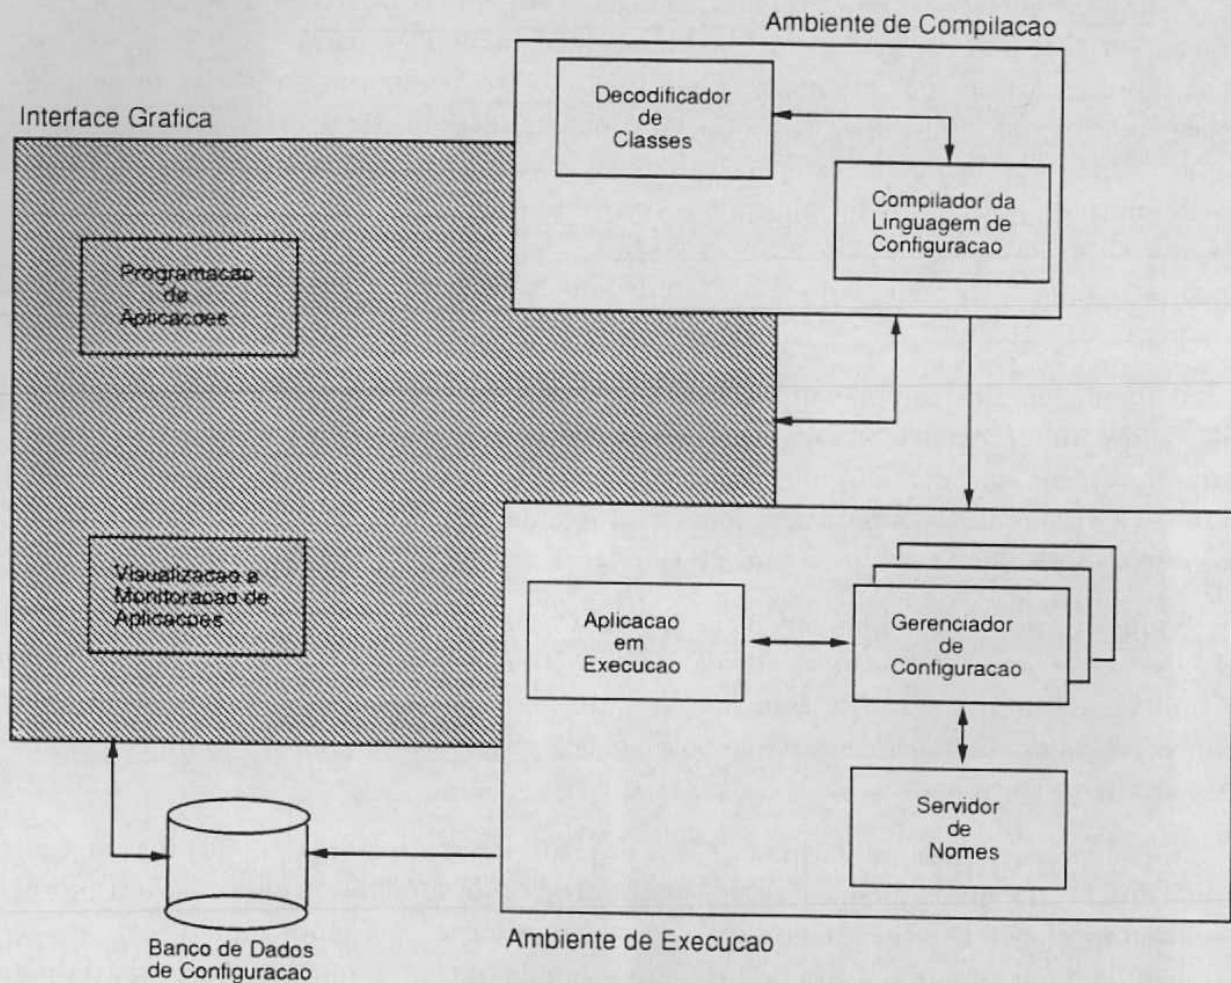 Ambiente de Compilacao
Decodificador
de
Classes
Compilador da
Linguagem de
Configuracao
Interface Grafica
Programacao
de
Aplicacoes
Visualizacao a
Monitoracao de
Aplicacoes
Aplicacao
em
Execucao
Gerenciador
de
Configuracao
Servidor
de
Nomes
Ambiente de Execucao
Banco de Dados
de Configuracao